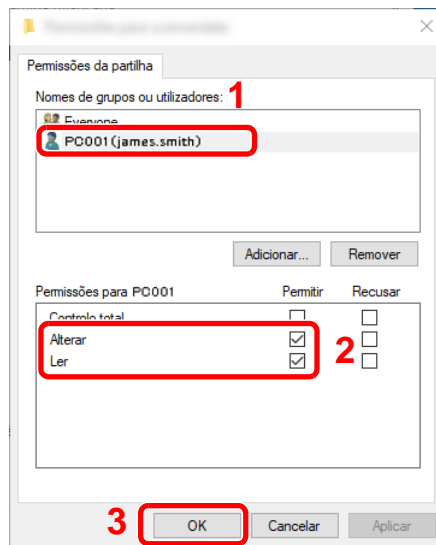 Permissões da partilha
Nomes de grupos ou utilizadores: 1
Everyone
PC001(james.smith)
Adicionar... Remover
Permissões para PC001 Permitir Recusar
Controlo total
Alterar 2
Ler
3 OK Cancelar Aplicar